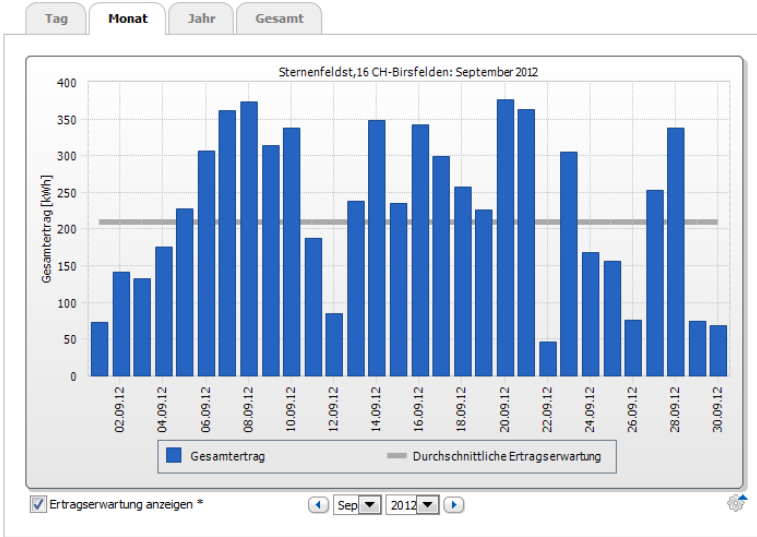 Tag Monat Jahr Gesamt
Sternenfeldst,16 CH-Birsfelden: September 2012
Gesamtertrag [kWh]
400
350
300
250
200
150
100
50
0
02.09.12 04.09.12 06.09.12 08.09.12 10.09.12 12.09.12 14.09.12 16.09.12 18.09.12 20.09.12 22.09.12 24.09.12 26.09.12 28.09.12 30.09.12
Gesamtertrag Durchschnittliche Ertragserwartung
Ertragserwartung anzeigen * Sep 2012